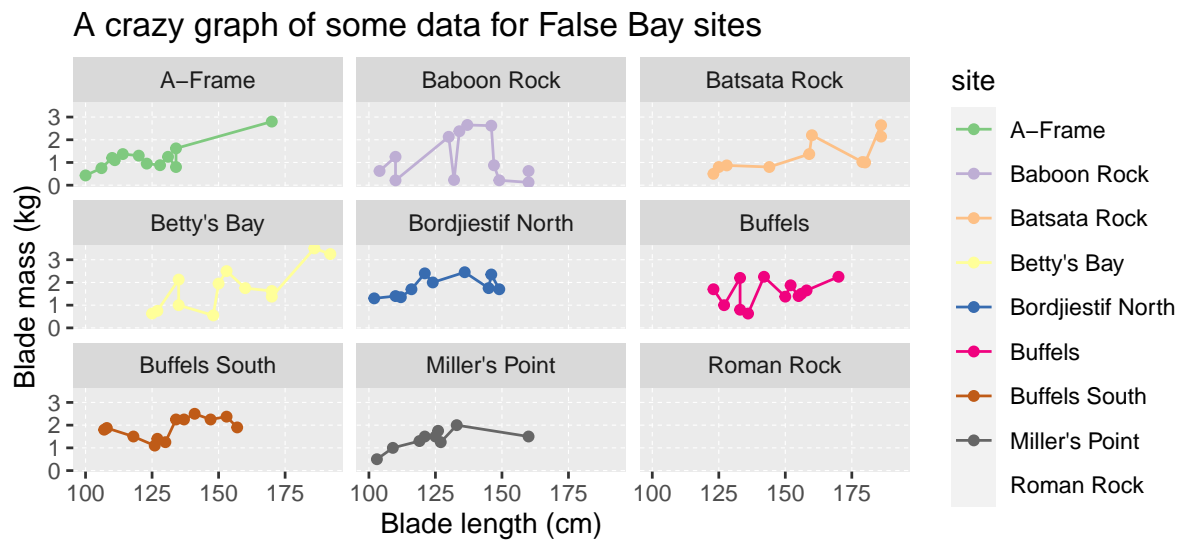 A crazy graph of some data for False Bay sites
A−Frame Baboon Rock Batsata Rock
3
2
1
0
Betty's Bay Bordjiestif North Buffels
3
2
1
0
Buffels South Miller's Point Roman Rock
3
2
1
0
100 125 150 175 100 125 150 175 100 125 150 175
Blade length (cm)
Blade mass (kg)
site
A−Frame
Baboon Rock
Batsata Rock
Betty's Bay
Bordjiestif North
Buffels
Buffels South
Miller's Point
Roman Rock